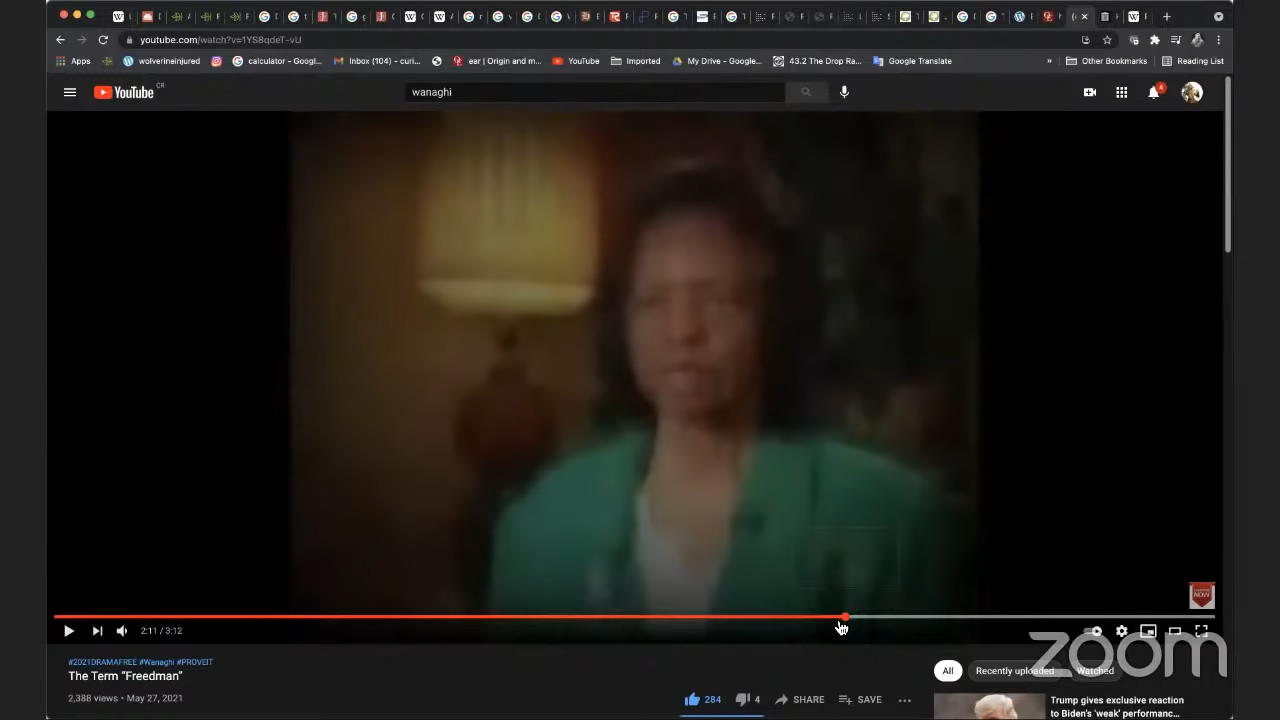 youtube.com/watch?v=1YS8qdeT-vU
Apps wolverineinjured calculator - Googl... Inbox (104) - curi... ear | Origin and m... YouTube Imported My Drive - Google... 43.2 The Drop Ra... Google Translate » Other Bookmarks Reading List
YouTube CR wanaghi 4
NOW
2:11 / 3:12
#2021DRAMAFREE #Wanaghi #PROVEIT
The Term “Freedman”
2,388 views • May 27, 2021
284 4 SHARE SAVE
All Recently uploaded Watched
zoom
Trump gives exclusive reaction
to Biden's 'weak' performanc...